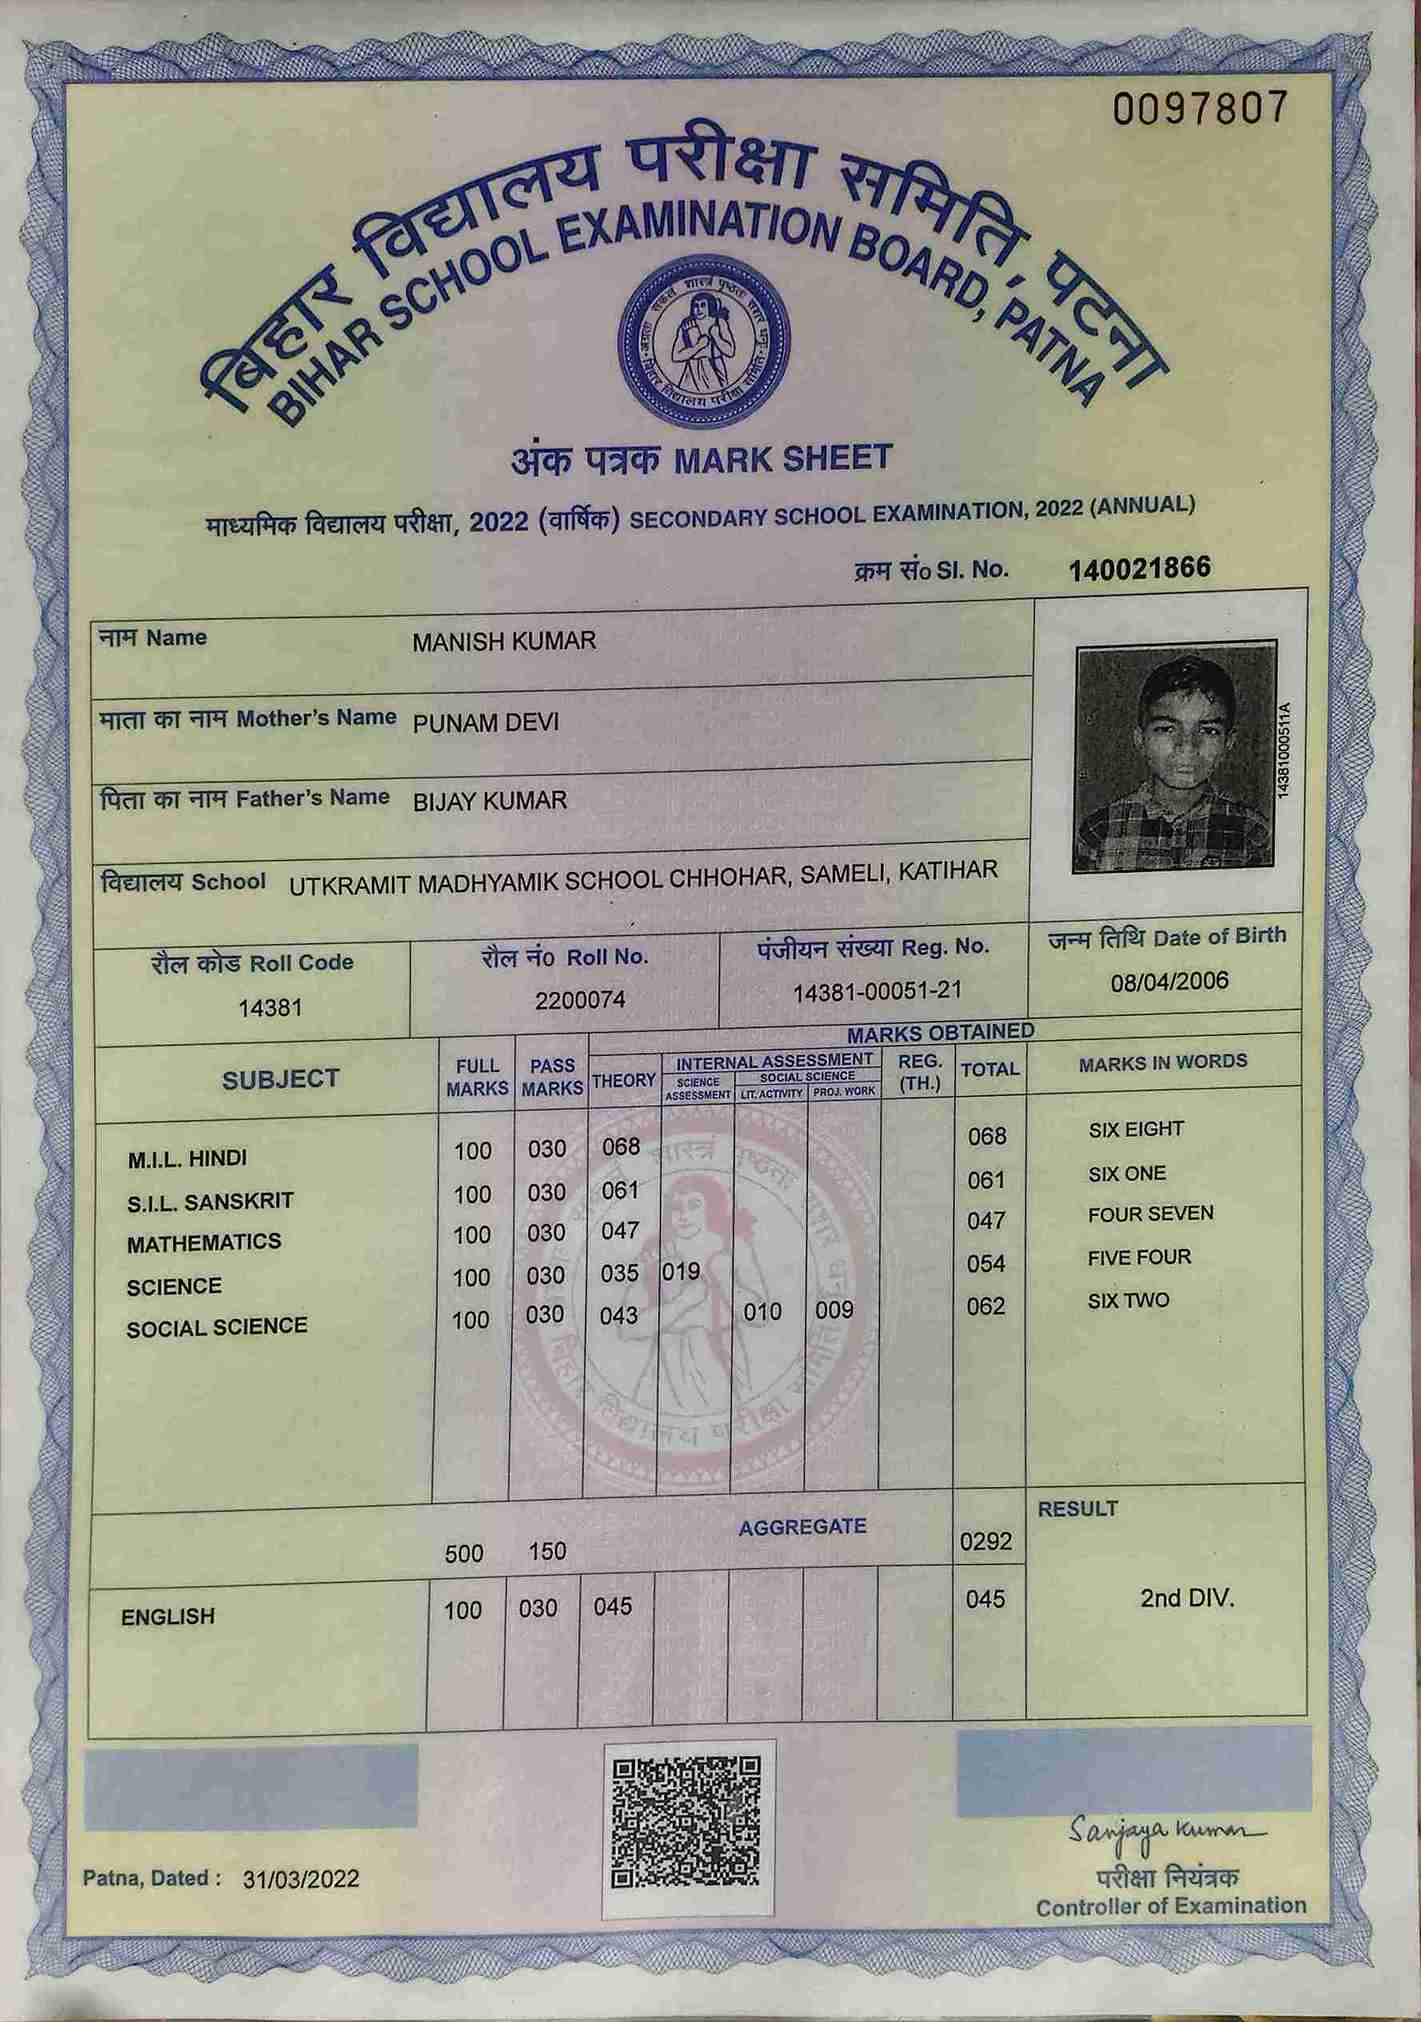 0097807
बिहार विद्यालय परीक्षा समिति, पटना
BIHAR SCHOOL EXAMINATION BOARD, PATNA
बिहार विद्यालय परीक्षा समिति
अंक पत्रक MARK SHEET
माध्यमिक विद्यालय परीक्षा, 2022 (वार्षिक) SECONDARY SCHOOL EXAMINATION, 2022 (ANNUAL)
क्रम सं० SI. No. 140021866
नाम Name MANISH KUMAR
माता का नाम Mother's Name PUNAM DEVI
पिता का नाम Father's Name BIJAY KUMAR
14381000511A
विद्यालय School UTKRAMIT MADHYAMIK SCHOOL CHHOHAR, SAMELI, KATIHAR
रौल कोड Roll Code रौल नं० Roll No. पंजीयन संख्या Reg. No. जन्म तिथि Date of Birth
14381 2200074 14381-00051-21 08/04/2006
MARKS OBTAINED
SUBJECT FULL MARKS PASS MARKS THEORY INTERNAL ASSESSMENT REG. (TH.) TOTAL MARKS IN WORDS
SCIENCE ASSESSMENT SOCIAL SCIENCE
LIT. ACTIVITY PROJ. WORK
M.I.L. HINDI 100 030 068 068 SIX EIGHT
S.I.L. SANSKRIT 100 030 061 061 SIX ONE
MATHEMATICS 100 030 047 047 FOUR SEVEN
SCIENCE 100 030 035 019 054 FIVE FOUR
SOCIAL SCIENCE 100 030 043 010 009 062 SIX TWO
500 150 AGGREGATE 0292 RESULT
ENGLISH 100 030 045 045 2nd DIV.
Sanjaya Kumar
Patna, Dated : 31/03/2022
परीक्षा नियंत्रक
Controller of Examination